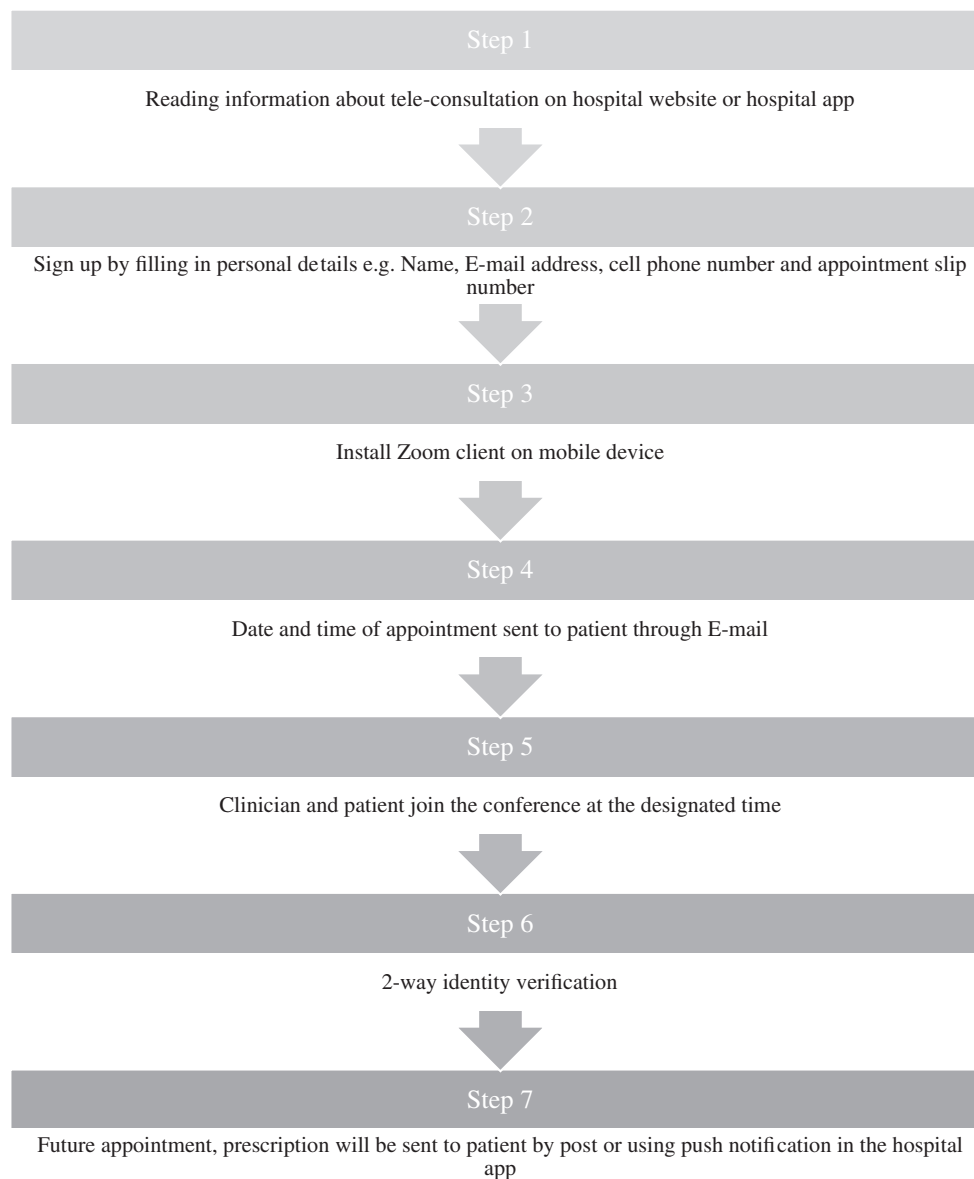 Step 1
Reading information about tele-consultation on hospital website or hospital app
Step 2
Sign up by filling in personal details e.g. Name, E-mail address, cell phone number and appointment slip
number
Step 3
Install Zoom client on mobile device
Step 4
Date and time of appointment sent to patient through E-mail
Step 5
Clinician and patient join the conference at the designated time
Step 6
2-way identity verification
Step 7
Future appointment, prescription will be sent to patient by post or using push notification in the hospital
app